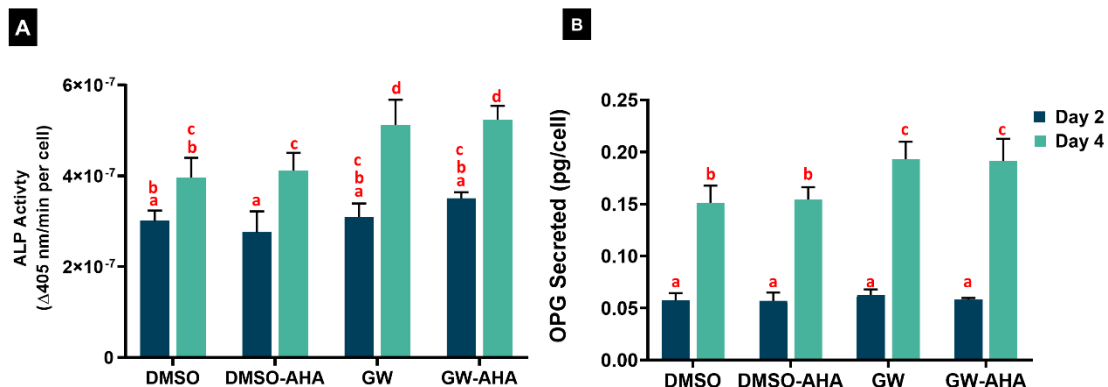 A
ALP Activty
(Δ405 nm/min per cell)
6×10⁻⁷
4×10⁻⁷
2×10⁻⁷
0
b
a
c
b
a
c
c
b
a
d
c
b
a
d
DMSO
DMSO-AHA
GW
GW-AHA
B
OPG Secreted (pg/cell)
0.25
0.20
0.15
0.10
0.05
0.00
a
b
a
b
a
c
a
c
DMSO
DMSO-AHA
GW
GW-AHA
Day 2
Day 4